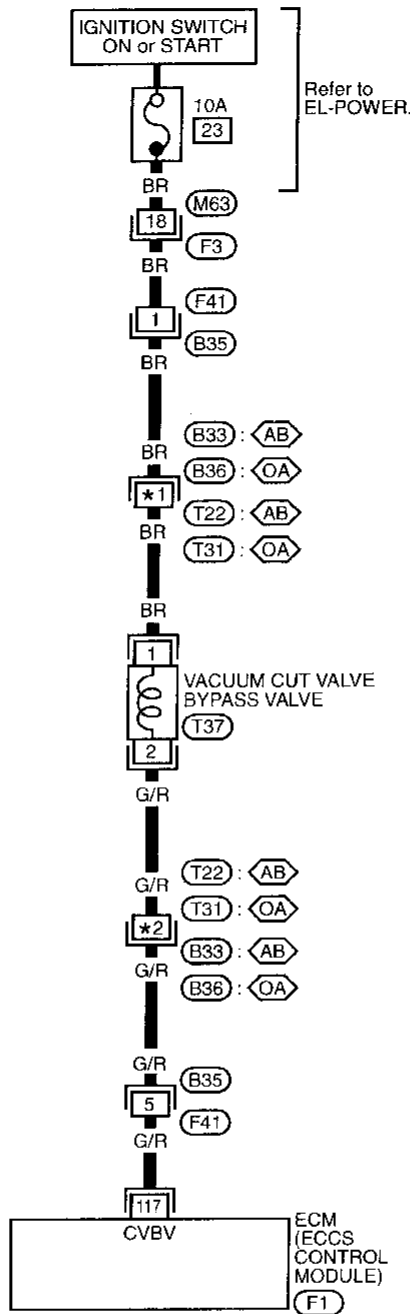 IGNITION SWITCH
ON or START
Refer to
EL-POWER.
10A
23
BR
M63
18
F3
BR
F41
1
B35
BR
B33 : AB
BR
B36 : OA
*1
T22 : AB
BR
T31 : OA
BR
1
VACUUM CUT VALVE
BYPASS VALVE
T37
2
G/R
T22 : AB
G/R
T31 : OA
*2
B33 : AB
G/R
B36 : OA
G/R
B35
5
F41
G/R
117
CVBV
ECM
(ECCS
CONTROL
MODULE)
F1